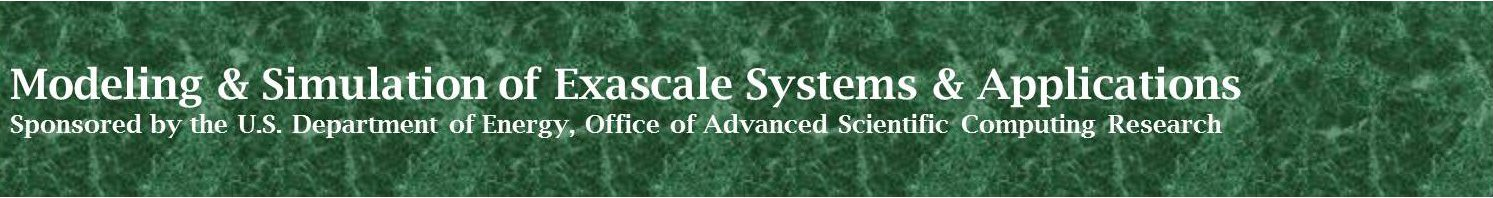 Modeling & Simulation of Exascale Systems & Applications
Sponsored by the U.S. Department of Energy, Office of Advanced Scientific Computing Research